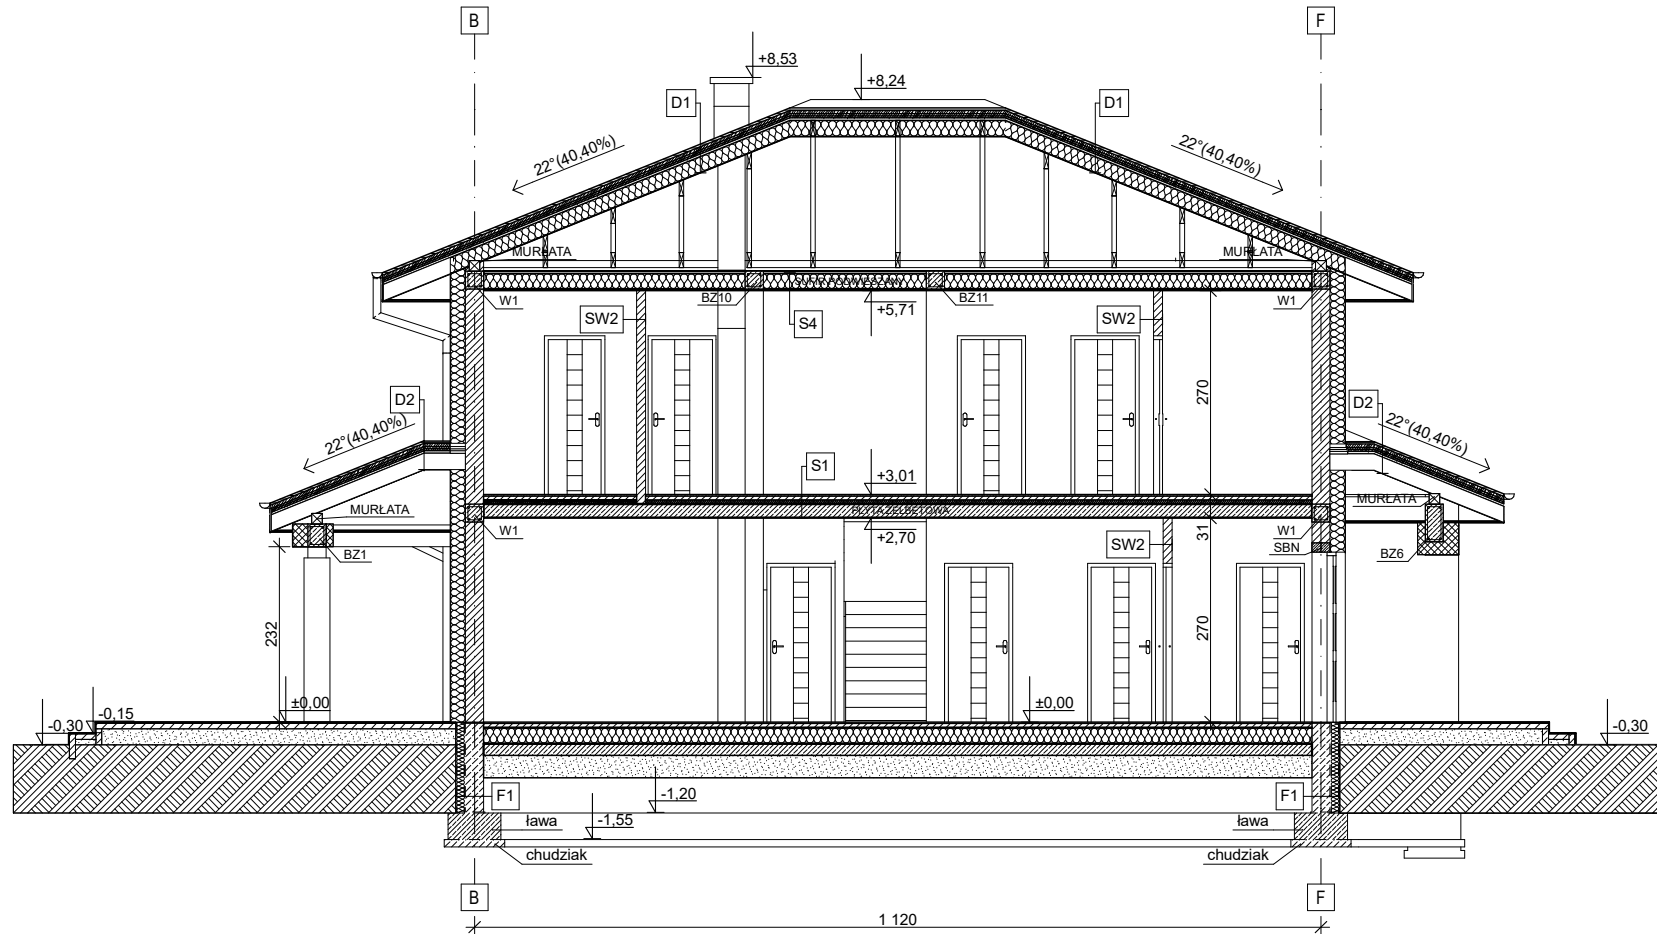 B
F
+8,53
+8,24
D1
D1
22°(40,40%)
22°(40,40%)
MURŁATA
MURŁATA
SUFIT PODWIESZANY
W1
BZ10
BZ11
W1
+5,71
SW2
S4
SW2
270
D2
D2
22°(40,40%)
22°(40,40%)
S1
+3,01
MURŁATA
MURŁATA
PŁYTA ŻELBETOWA
W1
+2,70
31
W1
SW2
SBN
BZ1
BZ6
232
270
±0,00
±0,00
-0,30
-0,15
-0,30
F1
-1,20
F1
ława
-1,55
ława
chudziak
chudziak
B
F
1 120